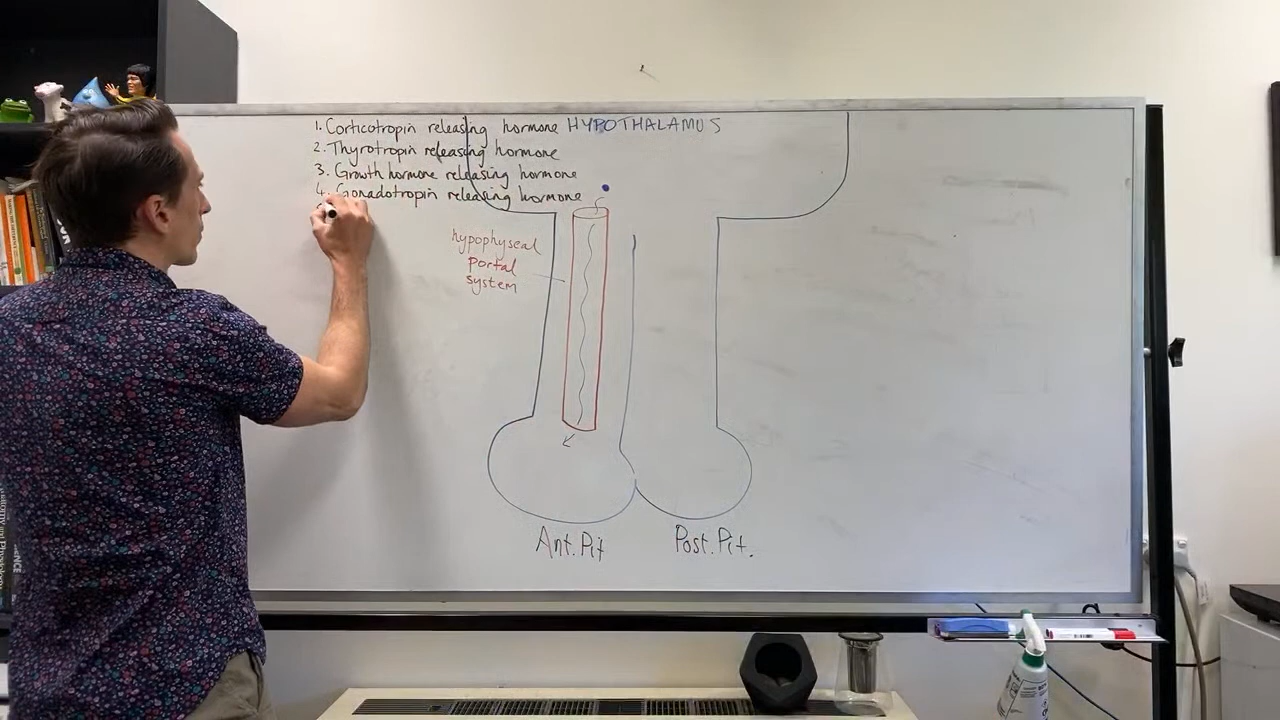 1. Corticotropin releasing hormone HYPOTHALAMUS
2. Thyrotropin releasing hormone
3. Growth hormone releasing hormone
4. Gonadotropin releasing hormone
hypophyseal
portal
system
Ant. Pit
Post. Pit.